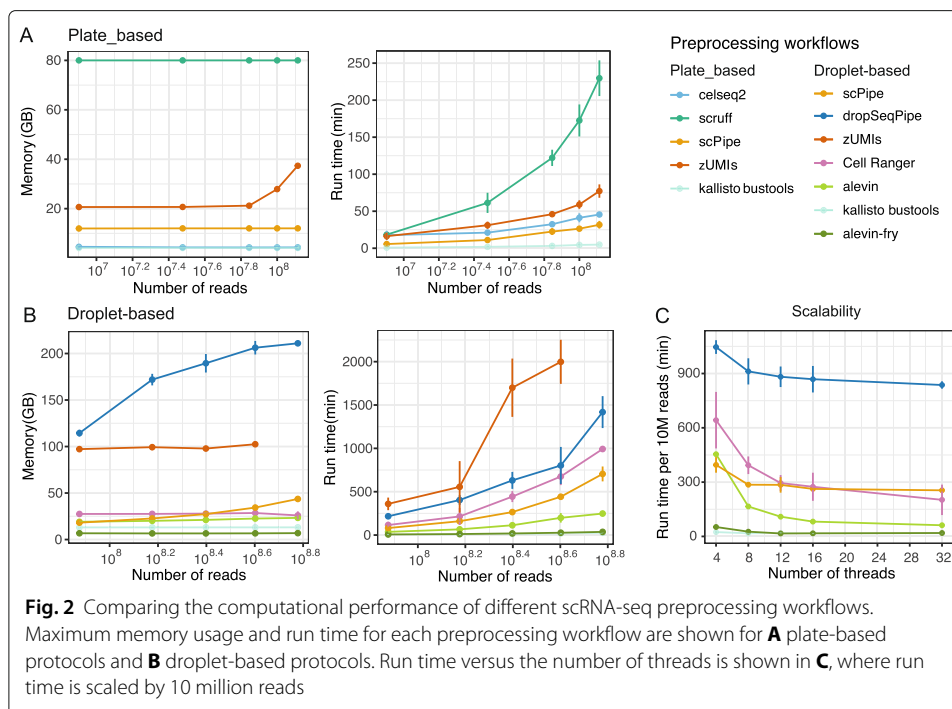 A
Plate_based
80
60
40
20
Memory (GB)
10^7
10^7.2
10^7.4
10^7.6
10^7.8
10^8
Number of reads
250
200
150
100
50
0
Run time (min)
10^7
10^7.2
10^7.4
10^7.6
10^7.8
10^8
Number of reads
Preprocessing workflows
Plate_based
celseq2
scruff
scPipe
zUMIs
kallisto bustools
Droplet-based
scPipe
dropSeqPipe
zUMIs
Cell Ranger
alevin
kallisto bustools
alevin-fry
B
Droplet-based
200
150
100
50
0
Memory(GB)
10^8
10^8.2
10^8.4
10^8.6
10^8.8
Number of reads
2000
1500
1000
500
0
Run time(min)
10^8
10^8.2
10^8.4
10^8.6
10^8.8
Number of reads
C
Scalability
900
600
300
0
Run time per 10M reads (min)
4 8 12 16 20 24 28 32
Number of threads
Fig. 2 Comparing the computational performance of different scRNA-seq preprocessing workflows.
Maximum memory usage and run time for each preprocessing workflow are shown for A plate-based
protocols and B droplet-based protocols. Run time versus the number of threads is shown in C, where run
time is scaled by 10 million reads